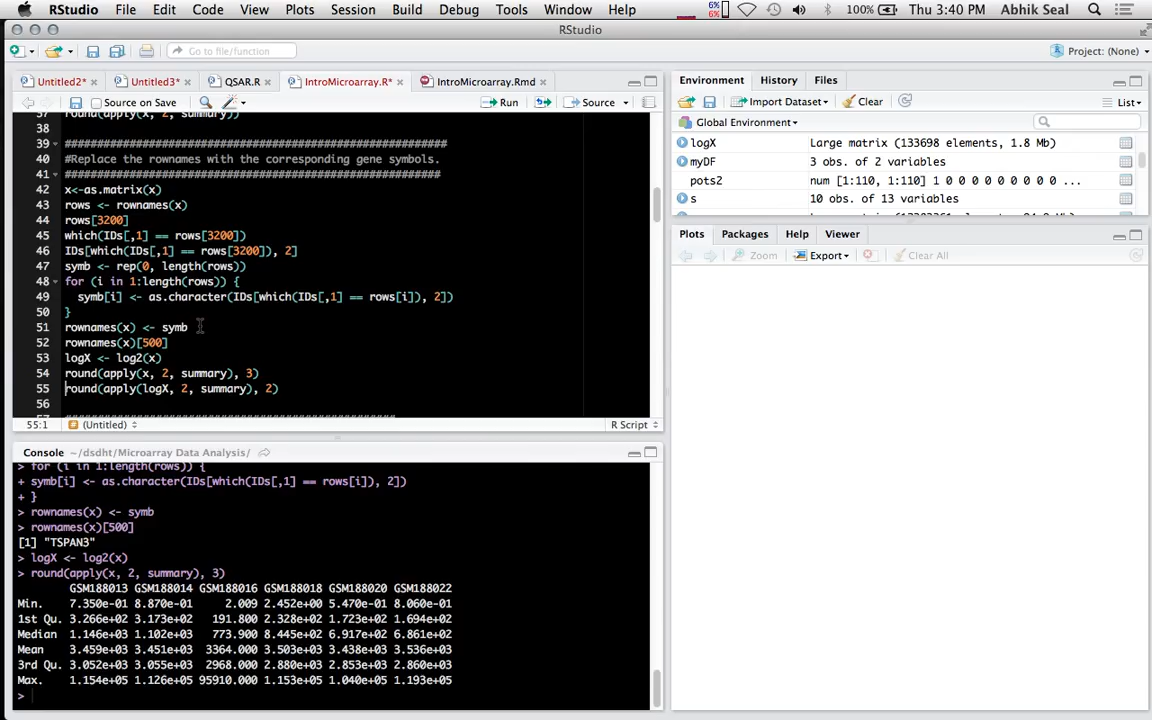 RStudio File Edit Code View Plots Session Build Debug Tools Window Help 6% 6% 100% Thu 3:40 PM Abhik Seal
RStudio
Go to file/function Project: (None)
Untitled2* Untitled3* QSAR.R IntroMicroarray.R* IntroMicroarray.Rmd
Source on Save Run Source
37 round(apply(x, 2, summary))
38
39 ###########################################################
40 #Replace the rownames with the corresponding gene symbols.
41 ##########################################################
42 x<-as.matrix(x)
43 rows <- rownames(x)
44 rows[3200]
45 which(IDs[,1] == rows[3200])
46 IDs[which(IDs[,1] == rows[3200]), 2]
47 symb <- rep(0, length(rows))
48 for (i in 1:length(rows)) {
49 symb[i] <- as.character(IDs[which(IDs[,1] == rows[i]), 2])
50 }
51 rownames(x) <- symb
52 rownames(x)[500]
53 logX <- log2(x)
54 round(apply(x, 2, summary), 3)
55 round(apply(logX, 2, summary), 2)
56
55:1 # (Untitled) R Script
Console ~/dsdht/Microarray Data Analysis/
> for (i in 1:length(rows)) {
+ symb[i] <- as.character(IDs[which(IDs[,1] == rows[i]), 2])
+ }
> rownames(x) <- symb
> rownames(x)[500]
[1] "TSPAN3"
> logX <- log2(x)
> round(apply(x, 2, summary), 3)
GSM188013 GSM188014 GSM188016 GSM188018 GSM188020 GSM188022
Min. 7.350e-01 8.870e-01 2.009 2.452e+00 5.470e-01 8.060e-01
1st Qu. 3.266e+02 3.173e+02 191.800 2.328e+02 1.723e+02 1.694e+02
Median 1.146e+03 1.102e+03 773.900 8.445e+02 6.917e+02 6.861e+02
Mean 3.459e+03 3.451e+03 3364.000 3.503e+03 3.438e+03 3.536e+03
3rd Qu. 3.052e+03 3.055e+03 2968.000 2.880e+03 2.853e+03 2.860e+03
Max. 1.154e+05 1.126e+05 95910.000 1.153e+05 1.040e+05 1.193e+05
>
Environment History Files
Import Dataset Clear List
Global Environment
logX Large matrix (133698 elements, 1.8 Mb)
myDF 3 obs. of 2 variables
pots2 num [1:110, 1:110] 1 0 0 0 0 0 0 0 0 0 ...
s 10 obs. of 13 variables
Plots Packages Help Viewer
Zoom Export Clear All